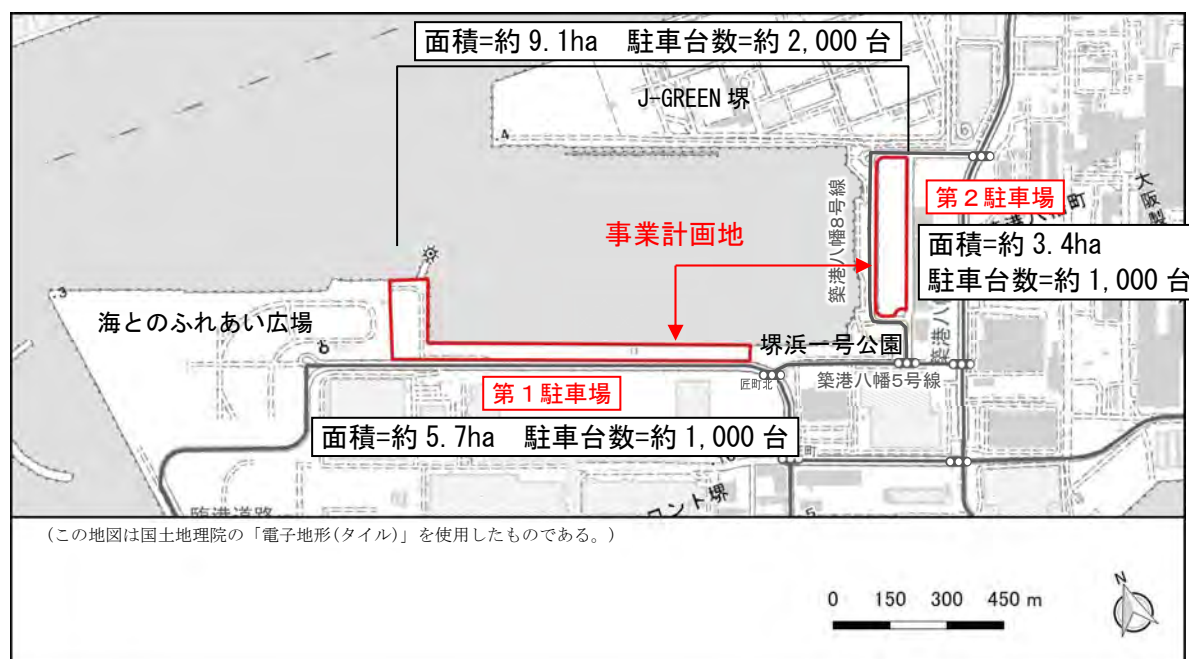 面積=約 9.1ha 駐車台数=約 2,000 台
J-GREEN 堺
.4
築港八幡8号線
第2駐車場
大阪製
事業計画地
面積=約 3.4ha
駐車台数=約 1,000 台
.3
海とのふれあい広場
堺浜一号公園
築港八
匠町北
築港八幡5号線
第1駐車場
面積=約 5.7ha 駐車台数=約 1,000 台
臨港道路
ロント堺
(この地図は国土地理院の「電子地形(タイル)」を使用したものである。)
0 150 300 450 m
N